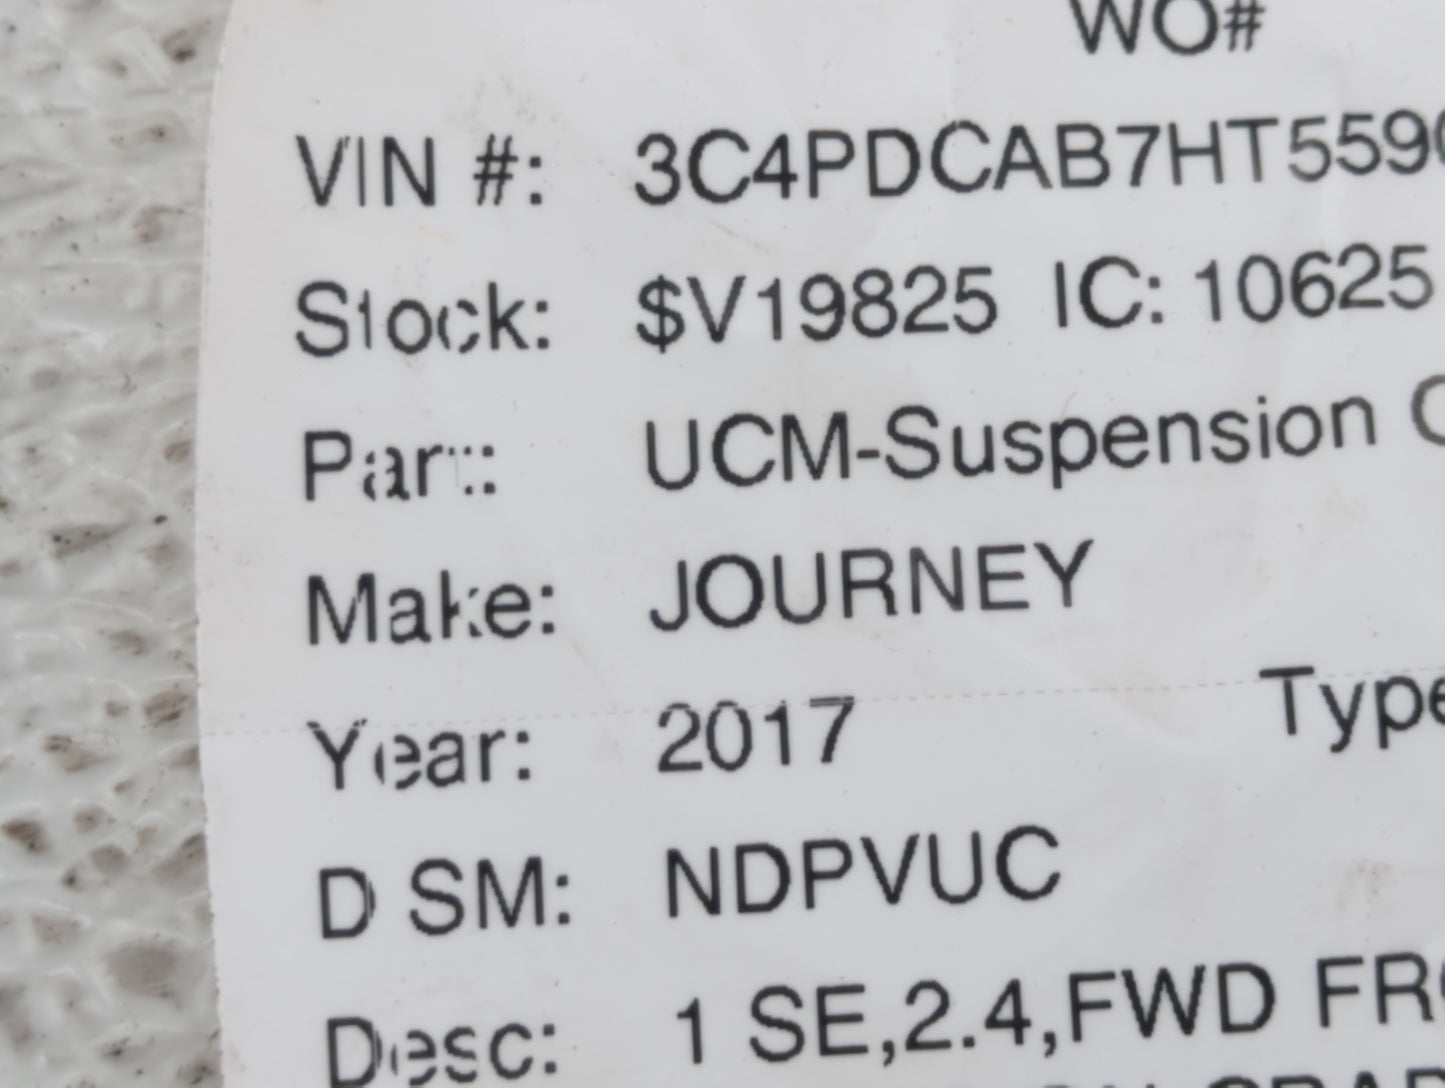 WO#
VIN #: 3C4PDCAB7HT559
Stock: $V19825 IC: 10625
Part: UCM-Suspension C
Make: JOURNEY
Year: 2017 Type
D SM: NDPVUC
Desc: 1 SE,2.4,FWD FR